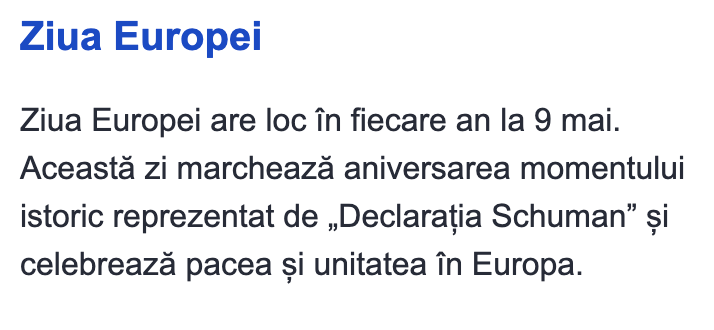 Ziua Europei
Ziua Europei are loc în fiecare an la 9 mai.
Această zi marchează aniversarea momentului
istoric reprezentat de „Declarația Schuman” și
celebrează pacea și unitatea în Europa.